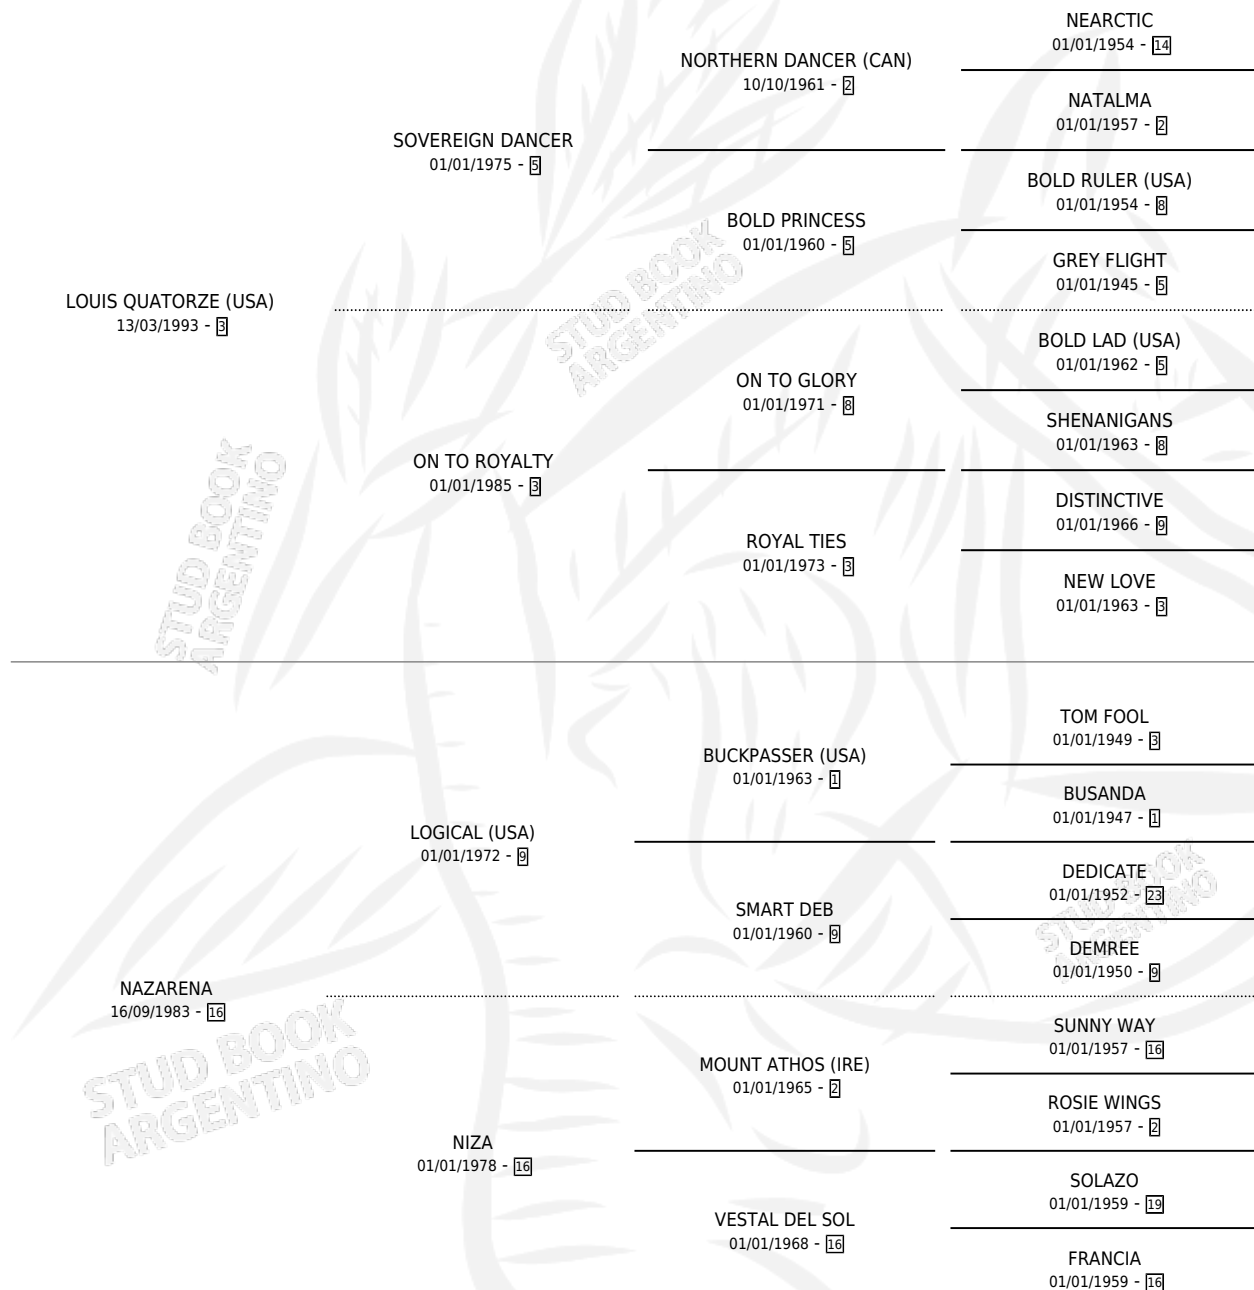 NEARCTIC
01/01/1954 - 14
NORTHERN DANCER (CAN)
10/10/1961 - 2
NATALMA
01/01/1957 - 2
SOVEREIGN DANCER
01/01/1975 - 5
BOLD RULER (USA)
01/01/1954 - 8
BOLD PRINCESS
01/01/1960 - 5
GREY FLIGHT
01/01/1945 - 5
LOUIS QUATORZE (USA)
13/03/1993 - 3
BOLD LAD (USA)
01/01/1962 - 5
ON TO GLORY
01/01/1971 - 8
SHENANIGANS
01/01/1963 - 8
ON TO ROYALTY
01/01/1985 - 3
DISTINCTIVE
01/01/1966 - 9
ROYAL TIES
01/01/1973 - 3
NEW LOVE
01/01/1963 - 3
TOM FOOL
01/01/1949 - 3
BUCKPASSER (USA)
01/01/1963 - 1
BUSANDA
01/01/1947 - 1
LOGICAL (USA)
01/01/1972 - 9
DEDICATE
01/01/1952 - 23
SMART DEB
01/01/1960 - 9
DEMREE
01/01/1950 - 9
NAZARENA
16/09/1983 - 16
SUNNY WAY
01/01/1957 - 16
MOUNT ATHOS (IRE)
01/01/1965 - 2
ROSIE WINGS
01/01/1957 - 2
NIZA
01/01/1978 - 16
SOLAZO
01/01/1959 - 19
VESTAL DEL SOL
01/01/1968 - 16
FRANCIA
01/01/1959 - 16
STUD BOOK
ARGENTINO
STUD BOOK
ARGENTINO
STUD BOOK
ARGENTINO
STUD BOOK
ARGENTINO